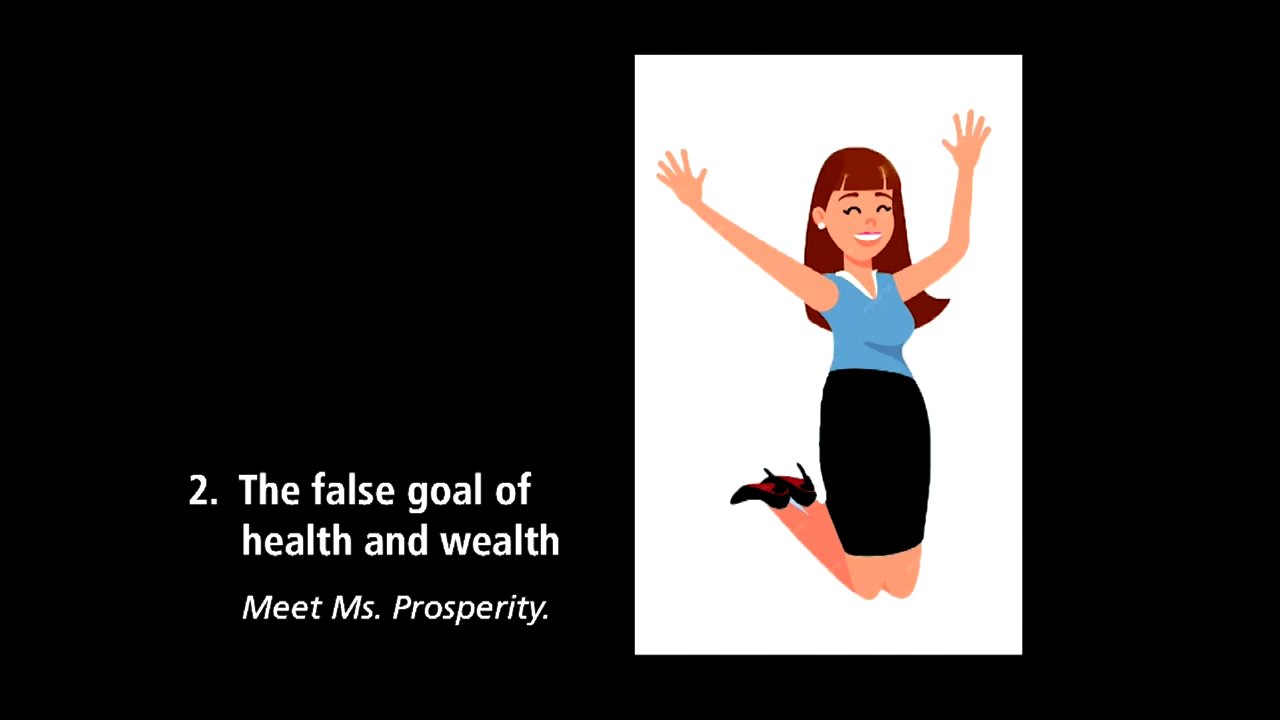 2. The false goal of
health and wealth
Meet Ms. Prosperity.